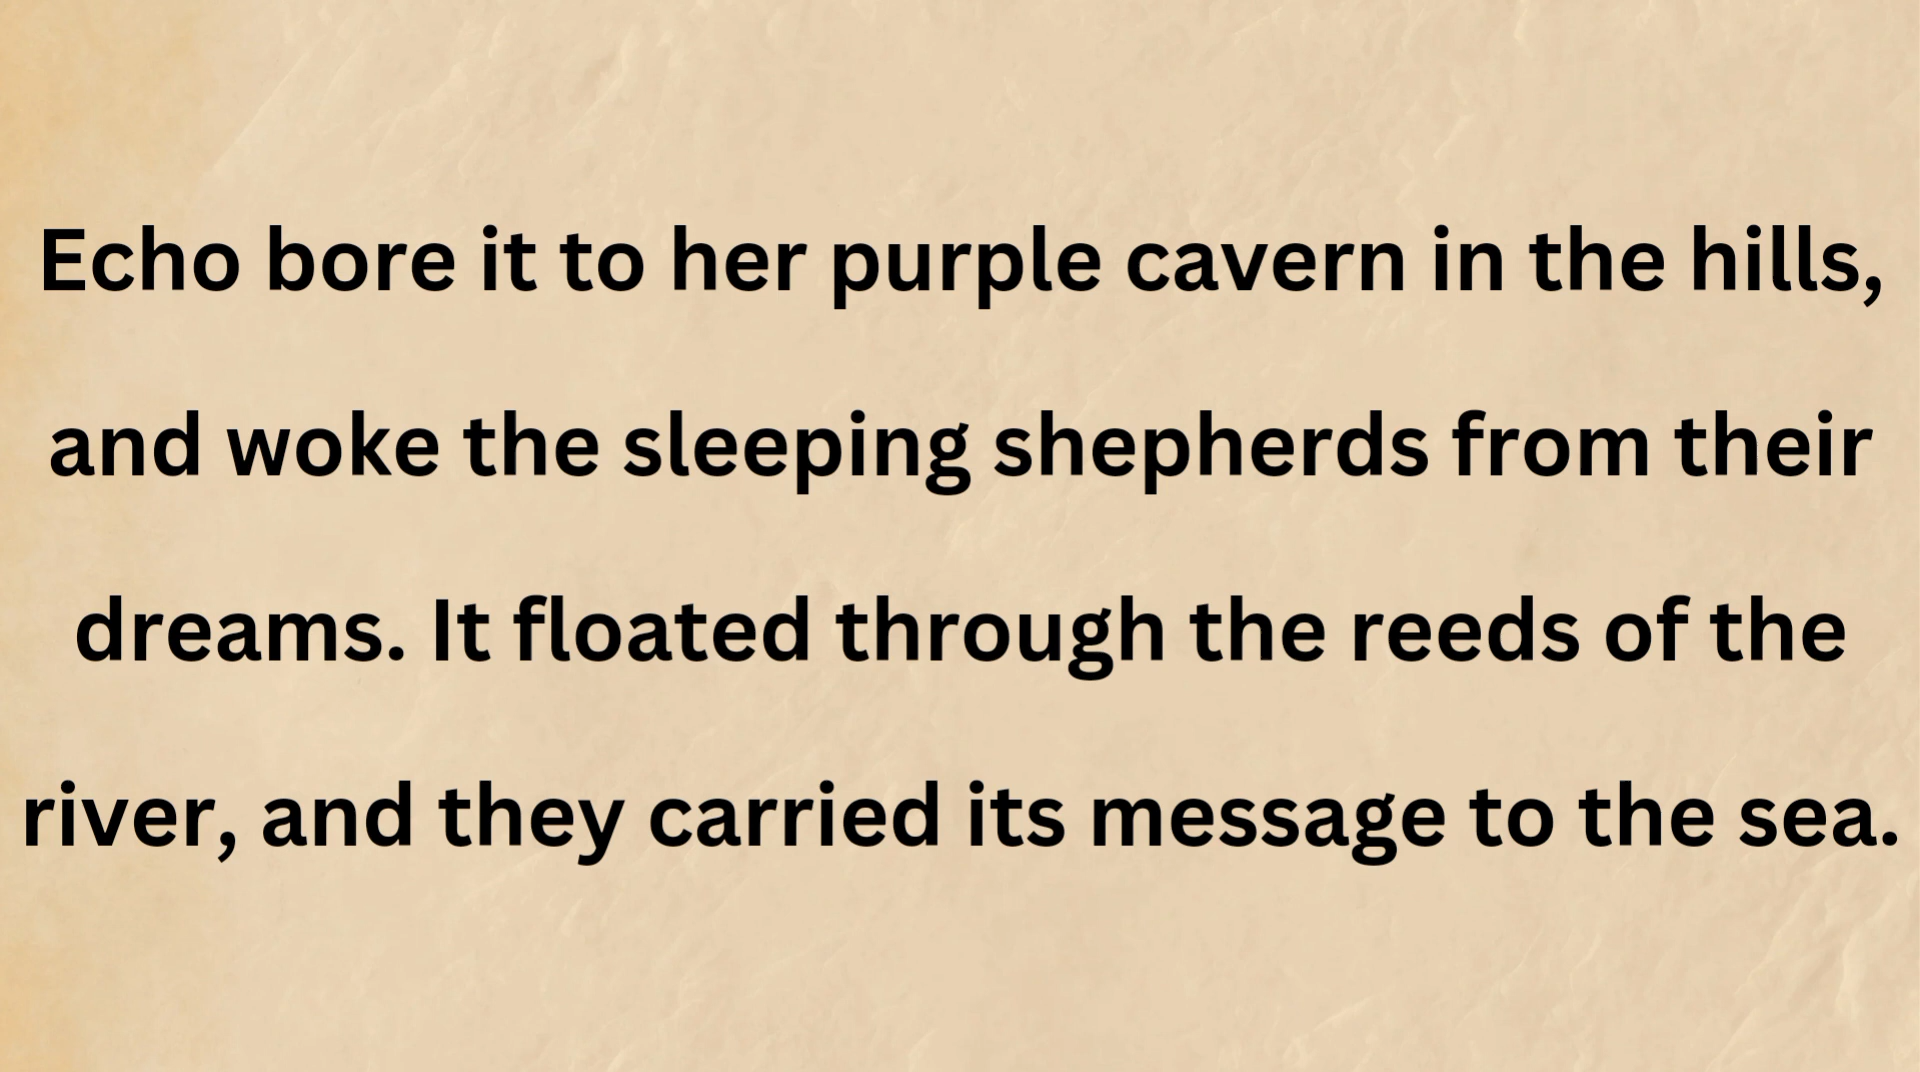 Echo bore it to her purple cavern in the hills,
and woke the sleeping shepherds from their
dreams. It floated through the reeds of the
river, and they carried its message to the sea.